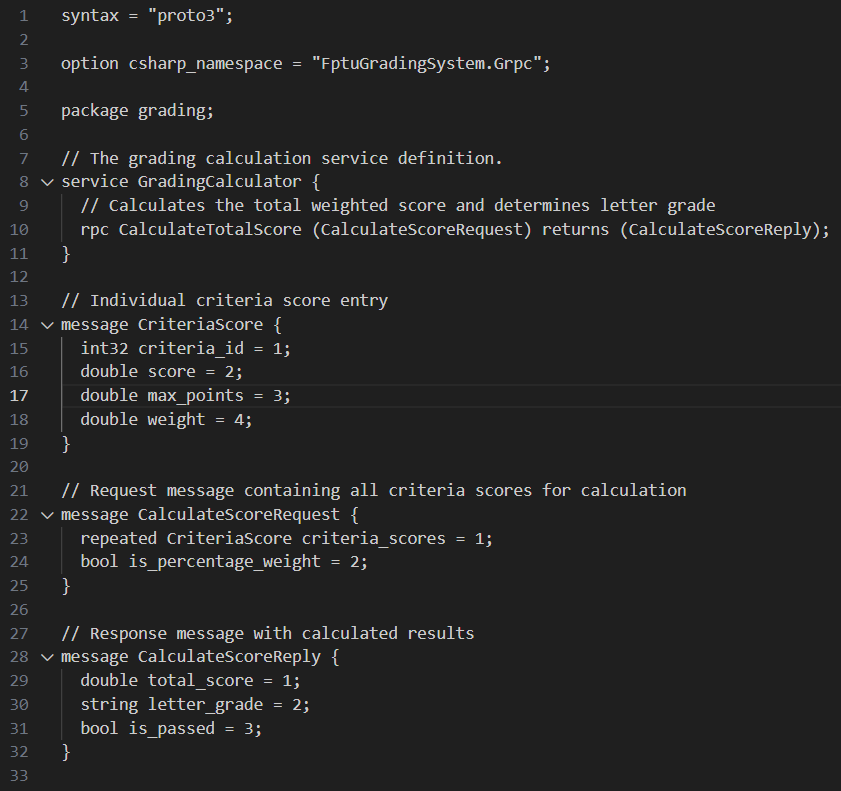 1 syntax = "proto3";
2
3 option csharp_namespace = "FptuGradingSystem.Grpc";
4
5 package grading;
6
7 // The grading calculation service definition.
8 service GradingCalculator {
9   // Calculates the total weighted score and determines letter grade
10   rpc CalculateTotalScore (CalculateScoreRequest) returns (CalculateScoreReply);
11 }
12
13 // Individual criteria score entry
14 message CriteriaScore {
15   int32 criteria_id = 1;
16   double score = 2;
17   double max_points = 3;
18   double weight = 4;
19 }
20
21 // Request message containing all criteria scores for calculation
22 message CalculateScoreRequest {
23   repeated CriteriaScore criteria_scores = 1;
24   bool is_percentage_weight = 2;
25 }
26
27 // Response message with calculated results
28 message CalculateScoreReply {
29   double total_score = 1;
30   string letter_grade = 2;
31   bool is_passed = 3;
32 }
33